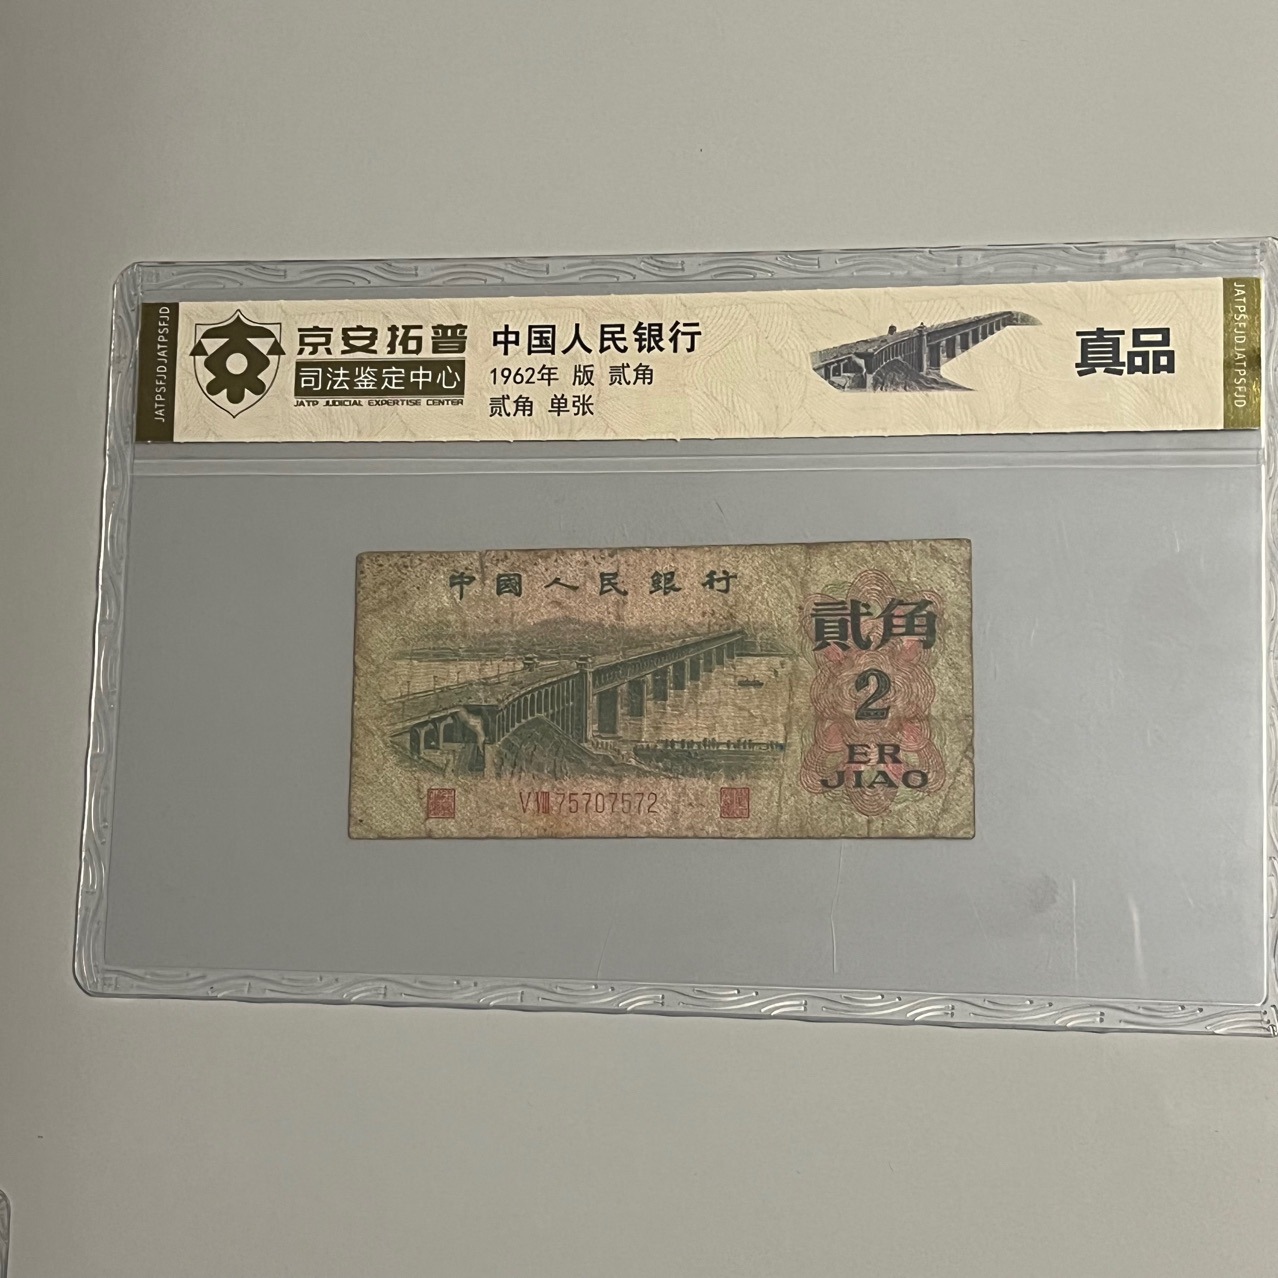 JATPSFJDJATPSFJD
京安拓普
司法鉴定中心
JATP JUDICIAL EXPERTISE CENTER
中国人民银行
1962年 版 贰角
贰角 单张
真品
JATPSFJDJATPSFJD
中國人民銀行
貳角
2
ER
JIAO
VⅧ75707572